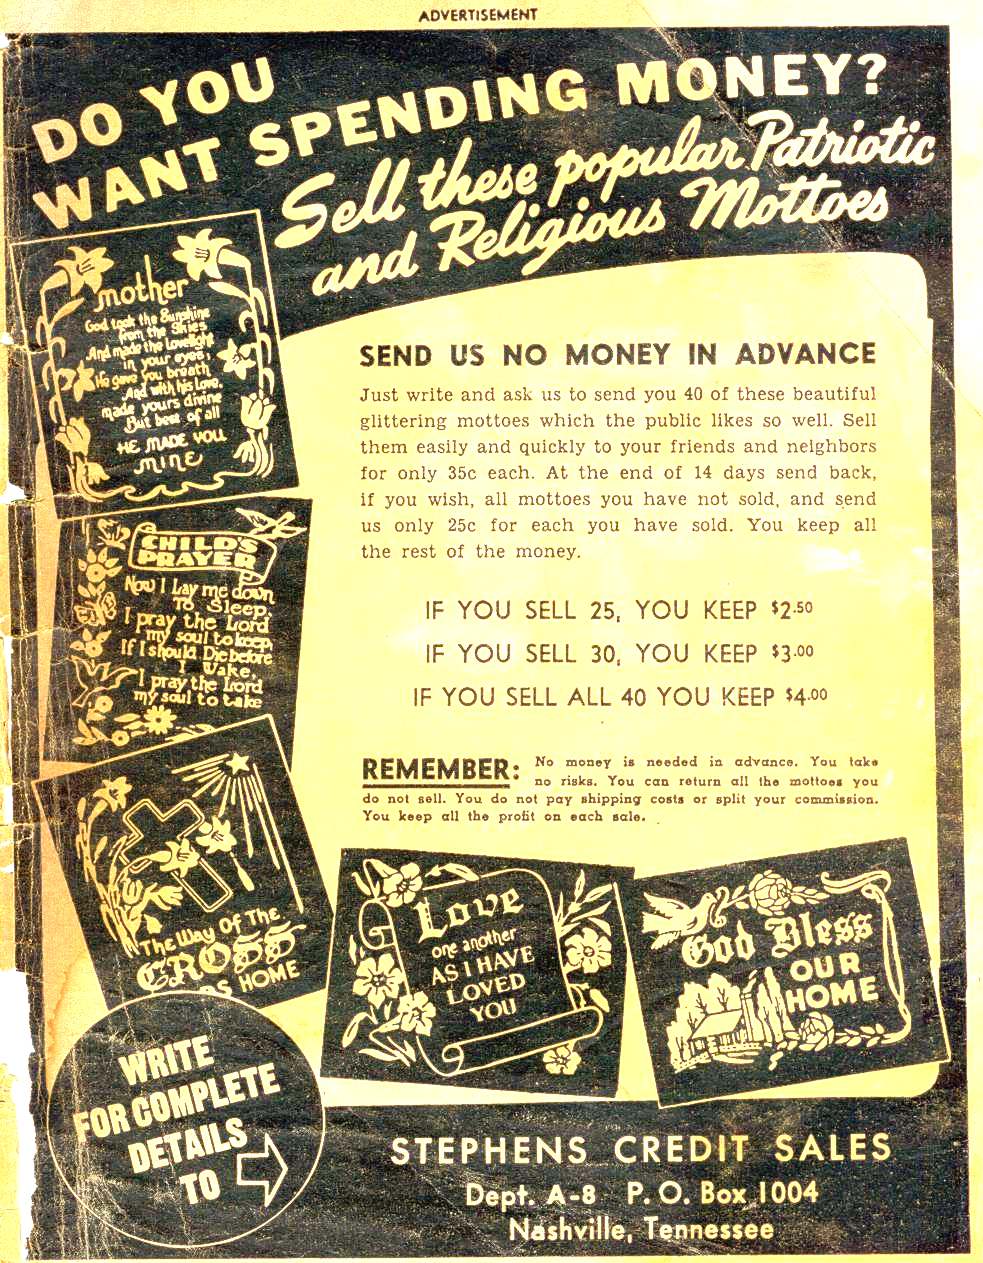 ADVERTISEMENT
DO YOU
WANT SPENDING MONEY?
Sell these popular Patriotic
and Religious Mottoes
mother
God took the Sunshine
from the Skies
And made the Lovelight
in your eyes,
He gave you breath
And with his Love,
made yours divine
But best of all
HE MADE YOU
MINE
CHILD'S
PRAYER
Now I Lay me down
To Sleep,
I pray the Lord
my soul to keep,
If I should Die before
I Wake,
I pray the Lord
my soul to take
The Way Of The
CROSS
HOME
SEND US NO MONEY IN ADVANCE
Just write and ask us to send you 40 of these beautiful
glittering mottoes which the public likes so well. Sell
them easily and quickly to your friends and neighbors
for only 35c each. At the end of 14 days send back,
if you wish, all mottoes you have not sold, and send
us only 25c for each you have sold. You keep all
the rest of the money.
IF YOU SELL 25, YOU KEEP $2.50
IF YOU SELL 30, YOU KEEP $3.00
IF YOU SELL ALL 40 YOU KEEP $4.00
REMEMBER: No money is needed in advance. You take
no risks. You can return all the mottoes you
do not sell. You do not pay shipping costs or split your commission.
You keep all the profit on each sale.
Love
one another
AS I HAVE
LOVED
YOU
God Bless
OUR
HOME
WRITE
FOR COMPLETE
DETAILS
TO
STEPHENS CREDIT SALES
Dept. A-8 P. O. Box 1004
Nashville, Tennessee